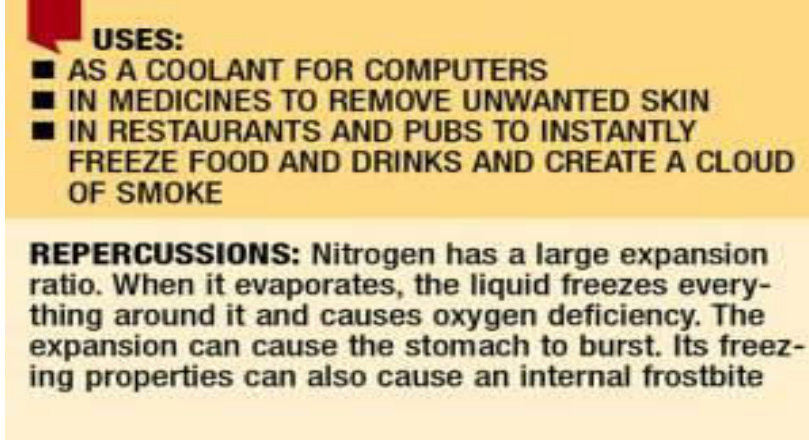 USES:
■ AS A COOLANT FOR COMPUTERS
■ IN MEDICINES TO REMOVE UNWANTED SKIN
■ IN RESTAURANTS AND PUBS TO INSTANTLY
FREEZE FOOD AND DRINKS AND CREATE A CLOUD
OF SMOKE
REPERCUSSIONS: Nitrogen has a large expansion
ratio. When it evaporates, the liquid freezes every-
thing around it and causes oxygen deficiency. The
expansion can cause the stomach to burst. Its freez-
ing properties can also cause an internal frostbite